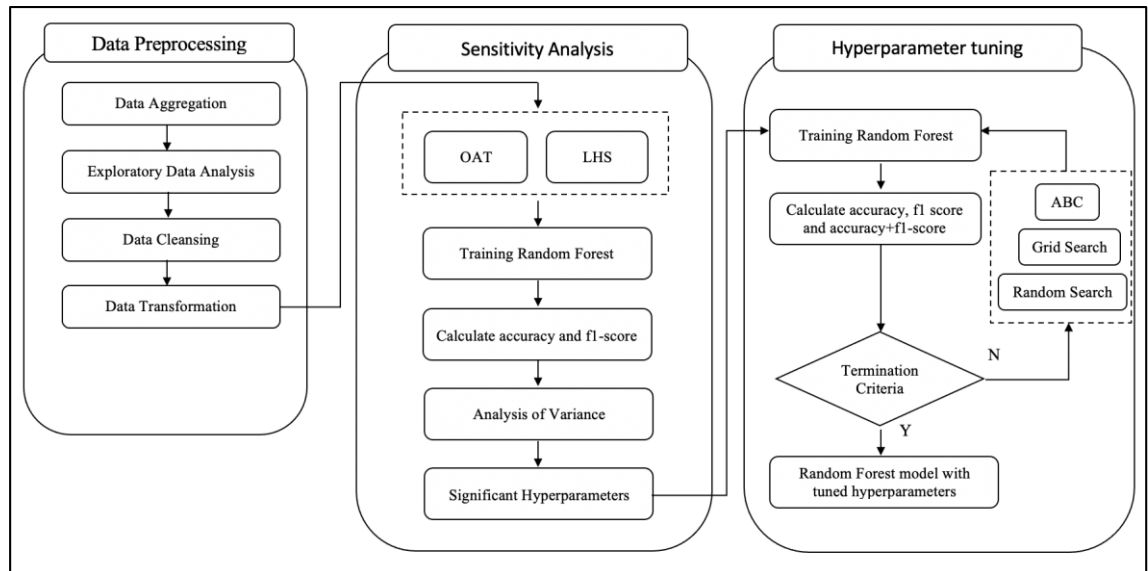 Data Preprocessing
Data Aggregation
Exploratory Data Analysis
Data Cleansing
Data Transformation
Sensitivity Analysis
OAT
LHS
Training Random Forest
Calculate accuracy and f1-score
Analysis of Variance
Significant Hyperparameters
Hyperparameter tuning
Training Random Forest
Calculate accuracy, f1 score
and accuracy+f1-score
ABC
Grid Search
Random Search
Termination
Criteria
N
Y
Random Forest model with
tuned hyperparameters